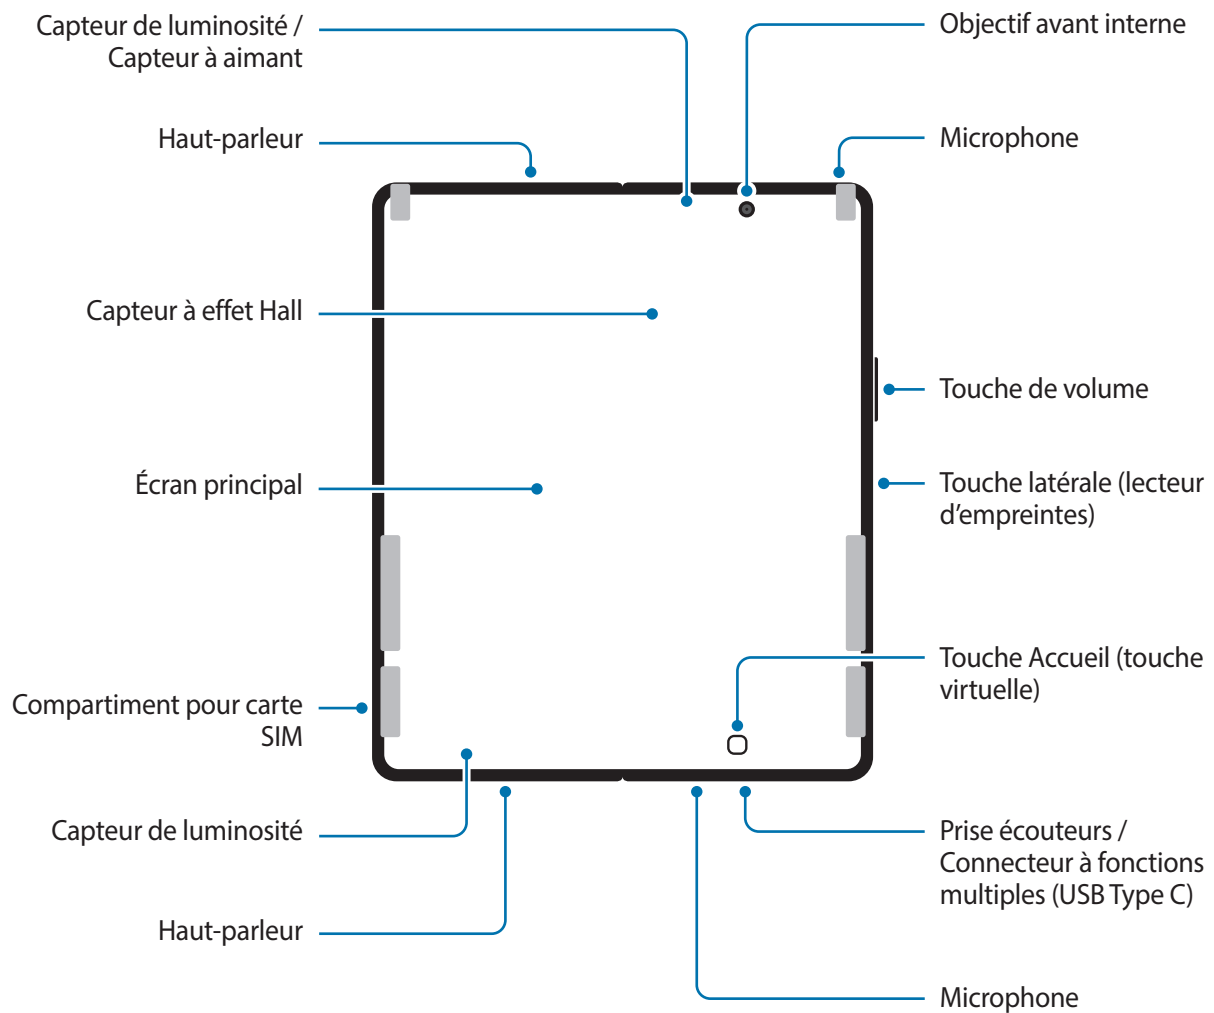 Capteur de luminosité /
Capteur à aimant
Haut-parleur
Capteur à effet Hall
Écran principal
Compartiment pour carte
SIM
Capteur de luminosité
Haut-parleur
Objectif avant interne
Microphone
Touche de volume
Touche latérale (lecteur
d'empreintes)
Touche Accueil (touche
virtuelle)
Prise écouteurs /
Connecteur à fonctions
multiples (USB Type C)
Microphone